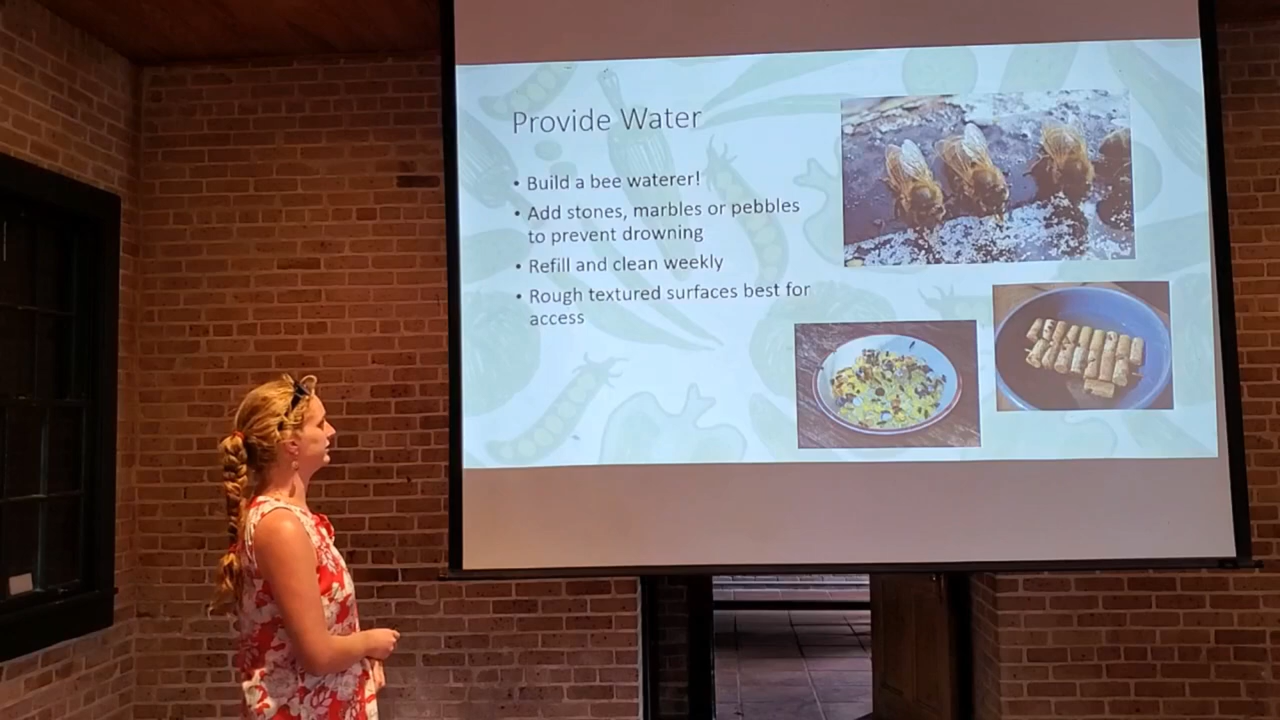 Provide Water
• Build a bee waterer!
• Add stones, marbles or pebbles
to prevent drowning
• Refill and clean weekly
• Rough textured surfaces best for
access